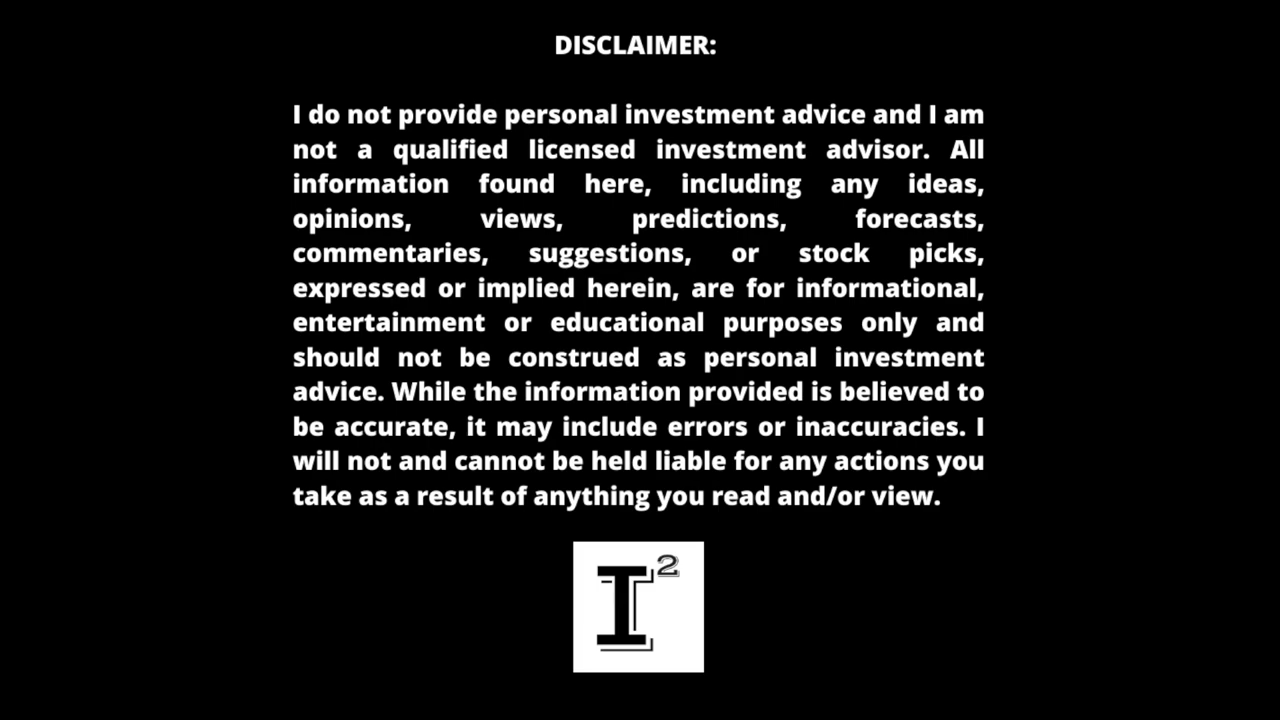 DISCLAIMER:
I do not provide personal investment advice and I am
not a qualified licensed investment advisor. All
information found here, including any ideas,
opinions, views, predictions, forecasts,
commentaries, suggestions, or stock picks,
expressed or implied herein, are for informational,
entertainment or educational purposes only and
should not be construed as personal investment
advice. While the information provided is believed to
be accurate, it may include errors or inaccuracies. I
will not and cannot be held liable for any actions you
take as a result of anything you read and/or view.
I²